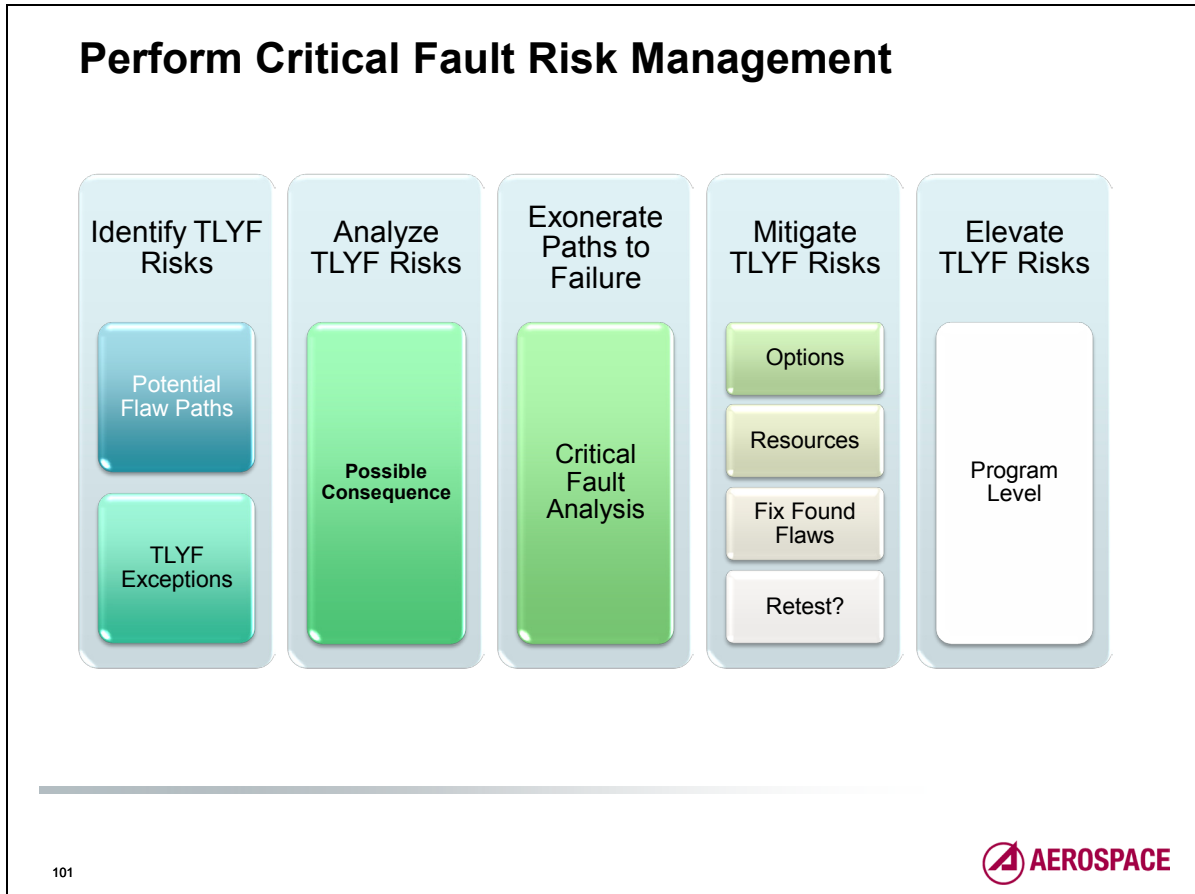 Perform Critical Fault Risk Management
Identify TLYF
Risks
Potential
Flaw Paths
TLYF
Exceptions
Analyze
TLYF Risks
Possible
Consequence
Exonerate
Paths to
Failure
Critical
Fault
Analysis
Mitigate
TLYF Risks
Options
Resources
Fix Found
Flaws
Retest?
Elevate
TLYF Risks
Program
Level
101
AEROSPACE